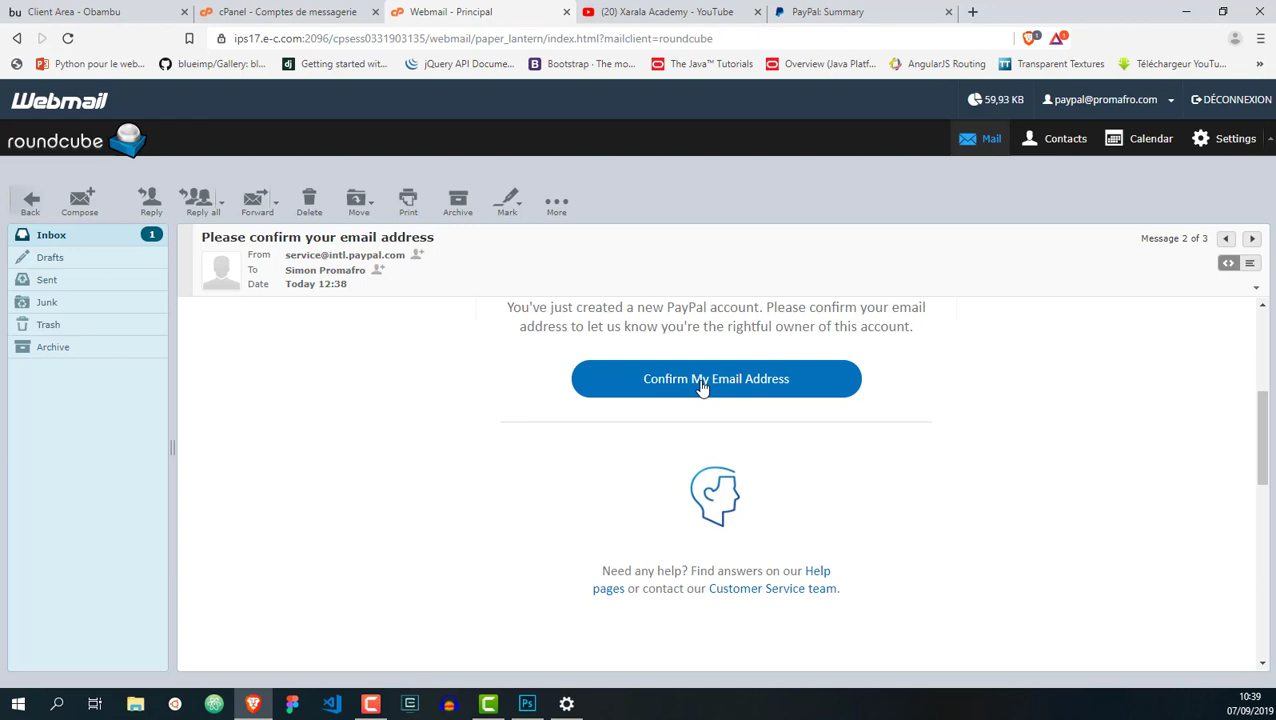 bu Client Area - Obambu
cPanel - Comptes de messagerie
Webmail - Principal
(20) Xarala Academy - YouTube
PayPal: Summary
ips17.e-c.com:2096/cpsess0331903135/webmail/paper_lantern/index.html?mailclient=roundcube
1
1
Python pour le web...
blueimp/Gallery: bl...
Getting started wit...
jQuery API Docume...
Bootstrap · The mo...
The Java™ Tutorials
Overview (Java Platf...
AngularJS Routing
Transparent Textures
Téléchargeur YouTu...
Webmail
59,93 KB
paypal@promafro.com
DÉCONNEXION
roundcube
Mail
Contacts
Calendar
Settings
Back
Compose
Reply
Reply all
Forward
Delete
Move
Print
Archive
Mark
More
Inbox 1
Drafts
Sent
Junk
Trash
Archive
Please confirm your email address
Message 2 of 3
From service@intl.paypal.com
To Simon Promafro
Date Today 12:38
You've just created a new PayPal account. Please confirm your email
address to let us know you're the rightful owner of this account.
Confirm My Email Address
Need any help? Find answers on our Help
pages or contact our Customer Service team.
10:39
07/09/2019